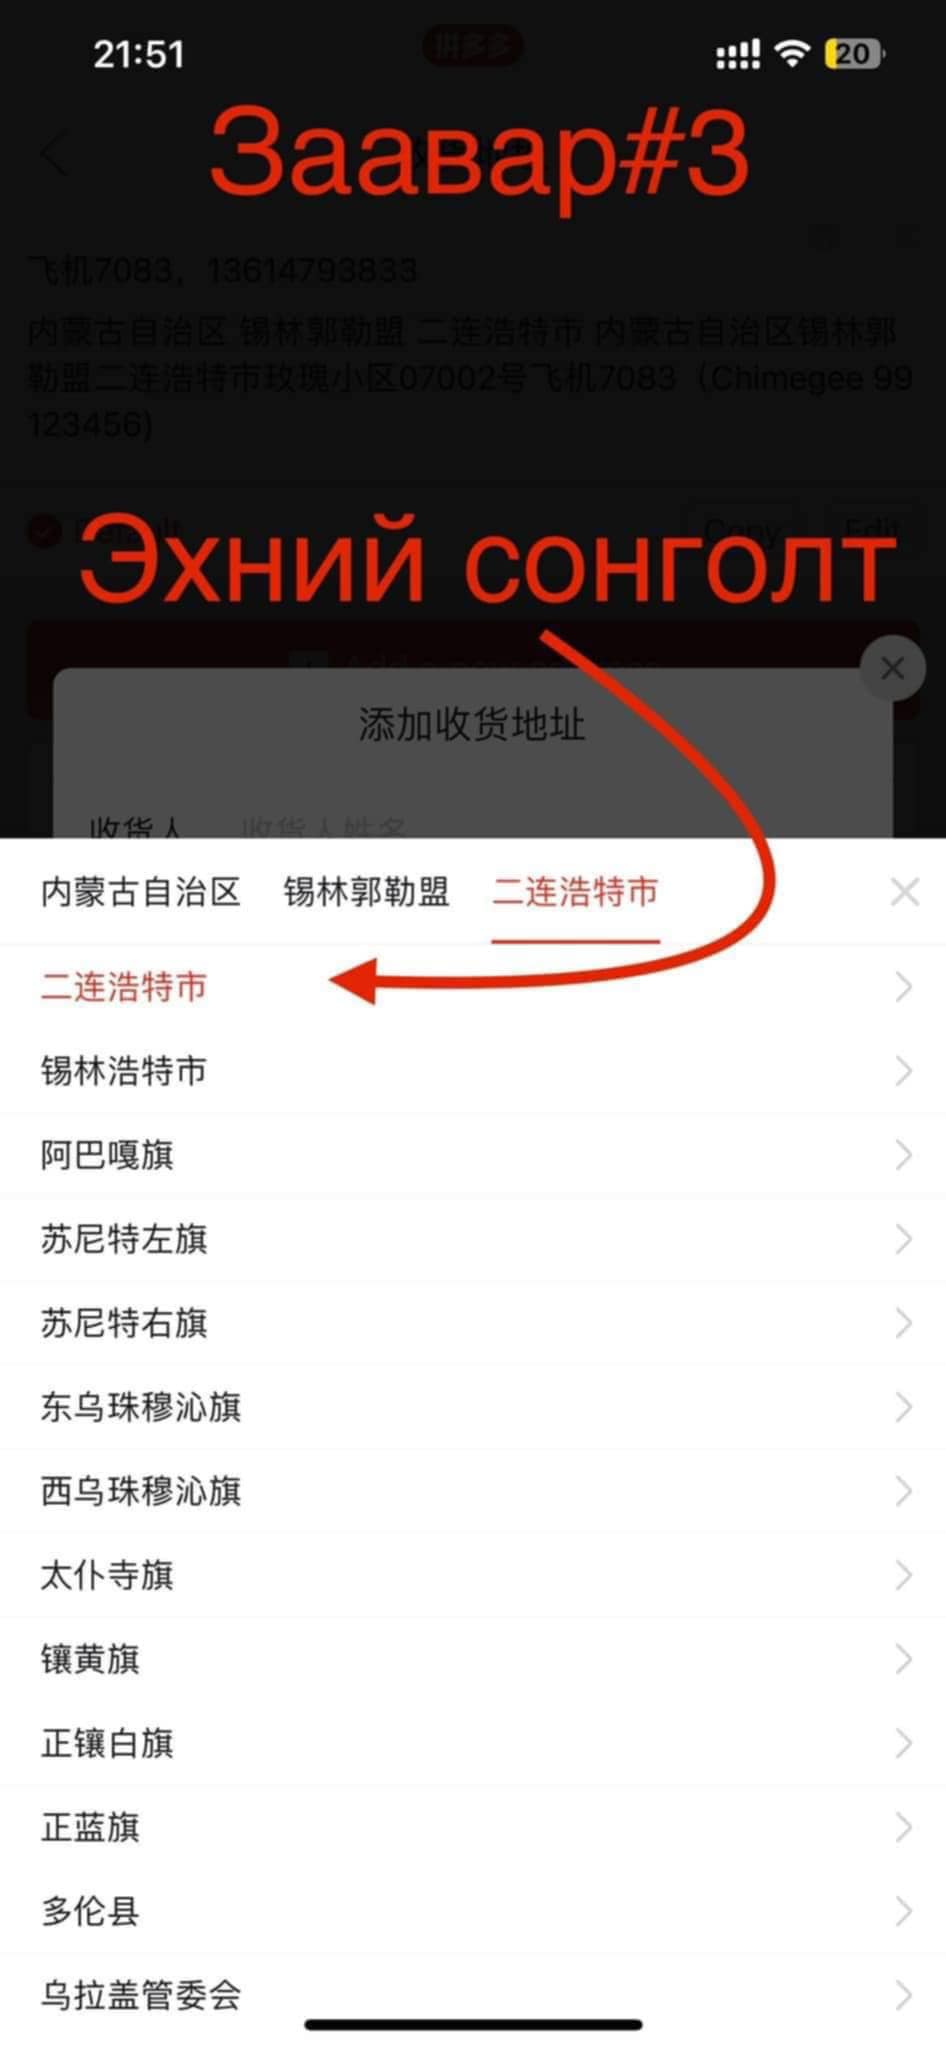 21:51
拼多多
20
Заавар#3
飞机7083，13614793833
内蒙古自治区 锡林郭勒盟 二连浩特市 内蒙古自治区锡林郭
勒盟二连浩特市玫瑰小区07002号飞机7083（Chimegee 99
123456)
Default
Copy
Edit
Эхний сонголт
添加收货地址
收货人 收货人姓名
内蒙古自治区 锡林郭勒盟 二连浩特市
二连浩特市
锡林浩特市
阿巴嘎旗
苏尼特左旗
苏尼特右旗
东乌珠穆沁旗
西乌珠穆沁旗
太仆寺旗
镶黄旗
正镶白旗
正蓝旗
多伦县
乌拉盖管委会